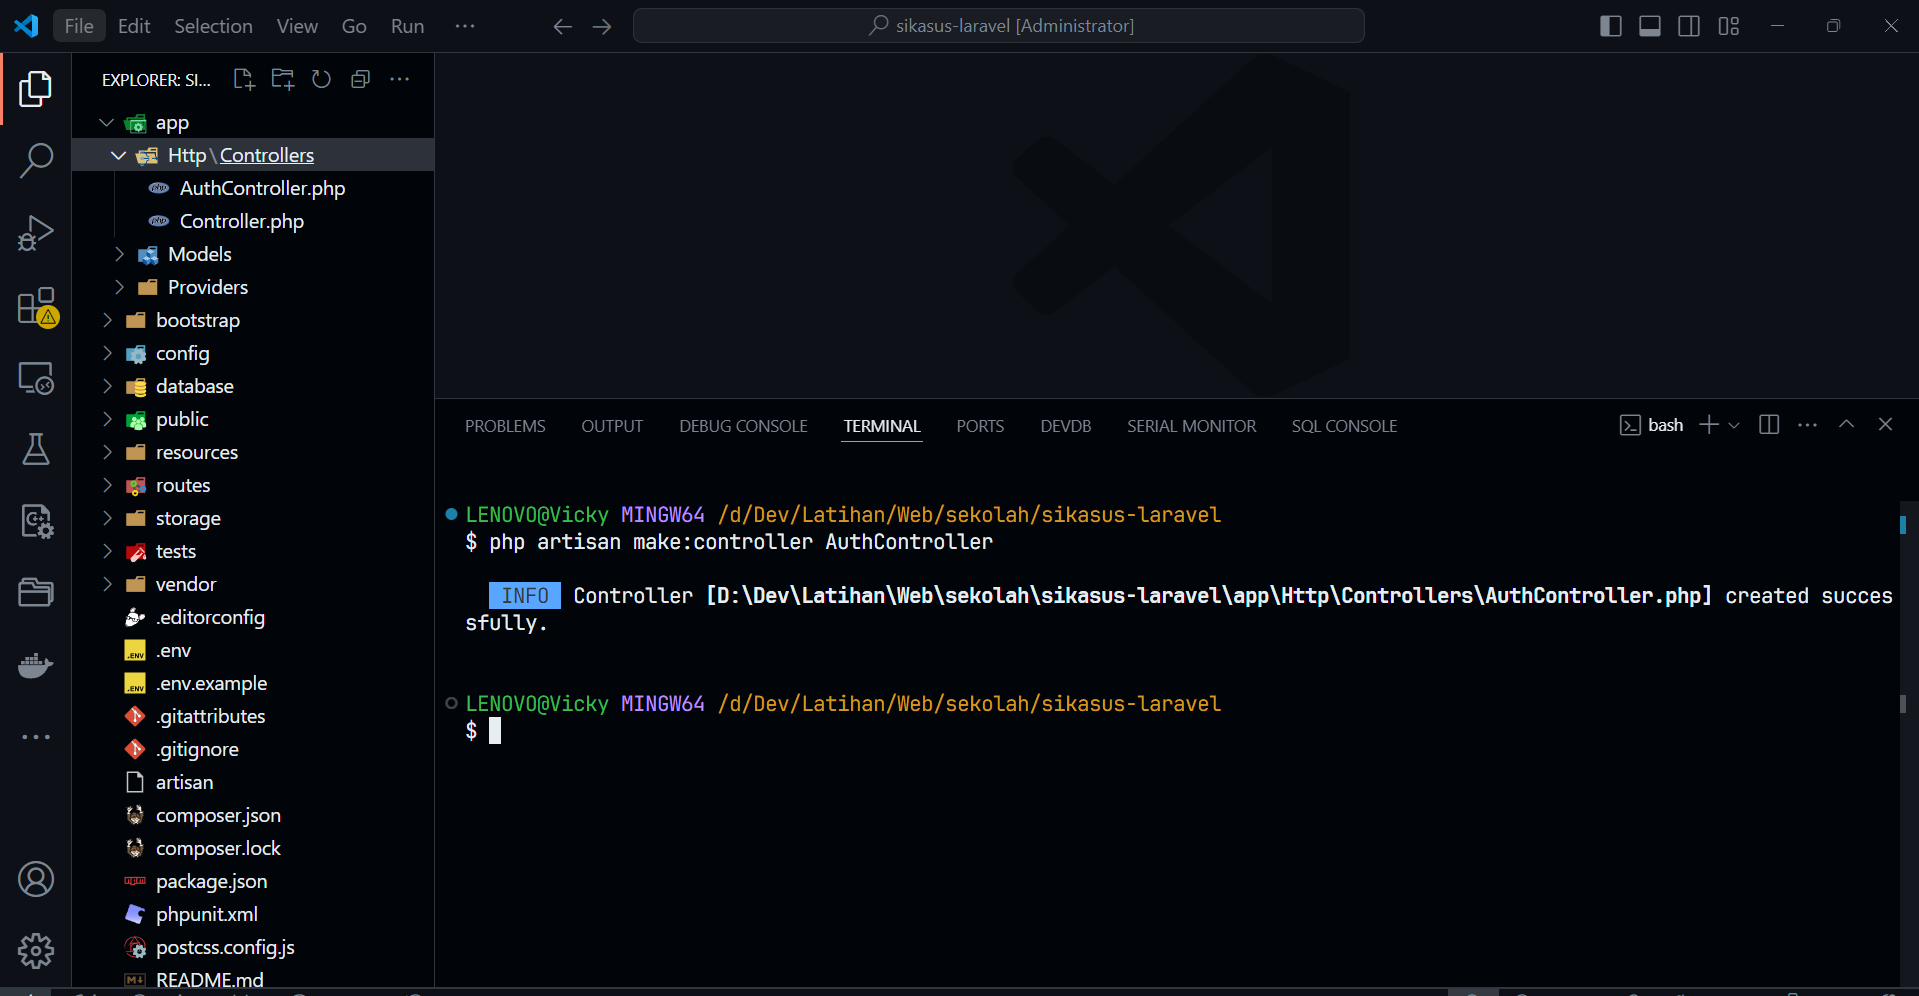 File Edit Selection View Go Run ...
sikasus-laravel [Administrator]
EXPLORER: SI...
app
Http\Controllers
AuthController.php
Controller.php
Models
Providers
bootstrap
config
database
public
resources
routes
storage
tests
vendor
.editorconfig
.env
.env.example
.gitattributes
.gitignore
artisan
composer.json
composer.lock
package.json
phpunit.xml
postcss.config.js
README.md
PROBLEMS OUTPUT DEBUG CONSOLE TERMINAL PORTS DEVDB SERIAL MONITOR SQL CONSOLE
bash
LENOVO@Vicky MINGW64 /d/Dev/Latihan/Web/sekolah/sikasus-laravel
$ php artisan make:controller AuthController
INFO Controller [D:\Dev\Latihan\Web\sekolah\sikasus-laravel\app\Http\Controllers\AuthController.php] created succes
sfully.
LENOVO@Vicky MINGW64 /d/Dev/Latihan/Web/sekolah/sikasus-laravel
$